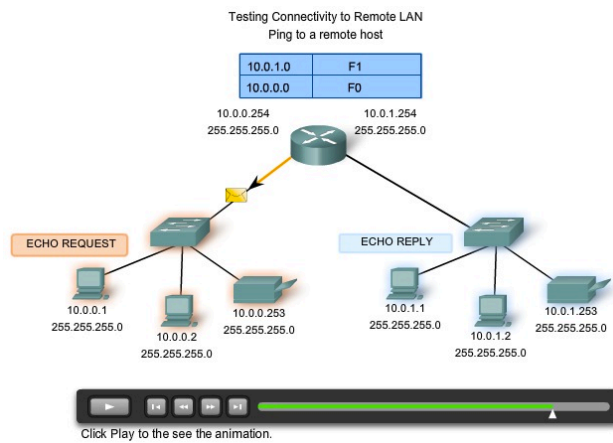 Testing Connectivity to Remote LAN
Ping to a remote host
10.0.1.0 F1
10.0.0.0 F0
10.0.0.254 10.0.1.254
255.255.255.0 255.255.255.0
ECHO REQUEST ECHO REPLY
10.0.0.1
255.255.255.0
10.0.0.2
255.255.255.0
10.0.0.253
255.255.255.0
10.0.1.1
255.255.255.0
10.0.1.2
255.255.255.0
10.0.1.253
255.255.255.0
Click Play to the see the animation.